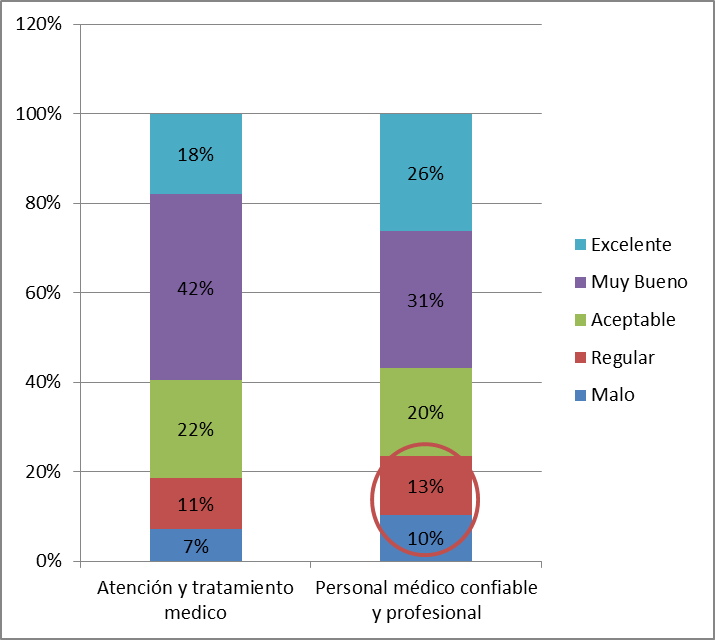 120%
100%
80%
60%
40%
20%
0%
18%
42%
22%
11%
7%
26%
31%
20%
13%
10%
Atención y tratamiento
medico
Personal médico confiable
y profesional
Excelente
Muy Bueno
Aceptable
Regular
Malo